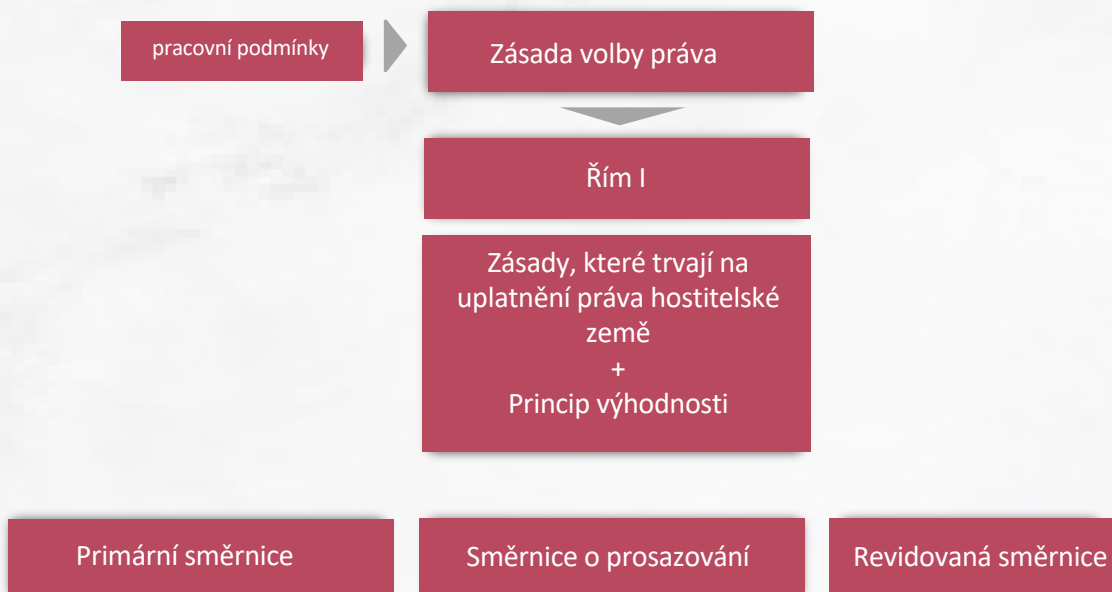 pracovní podmínky
Zásada volby práva
Řím I
Zásady, které trvají na
uplatnění práva hostitelské
země
+
Princip výhodnosti
Primární směrnice
Směrnice o prosazování
Revidovaná směrnice